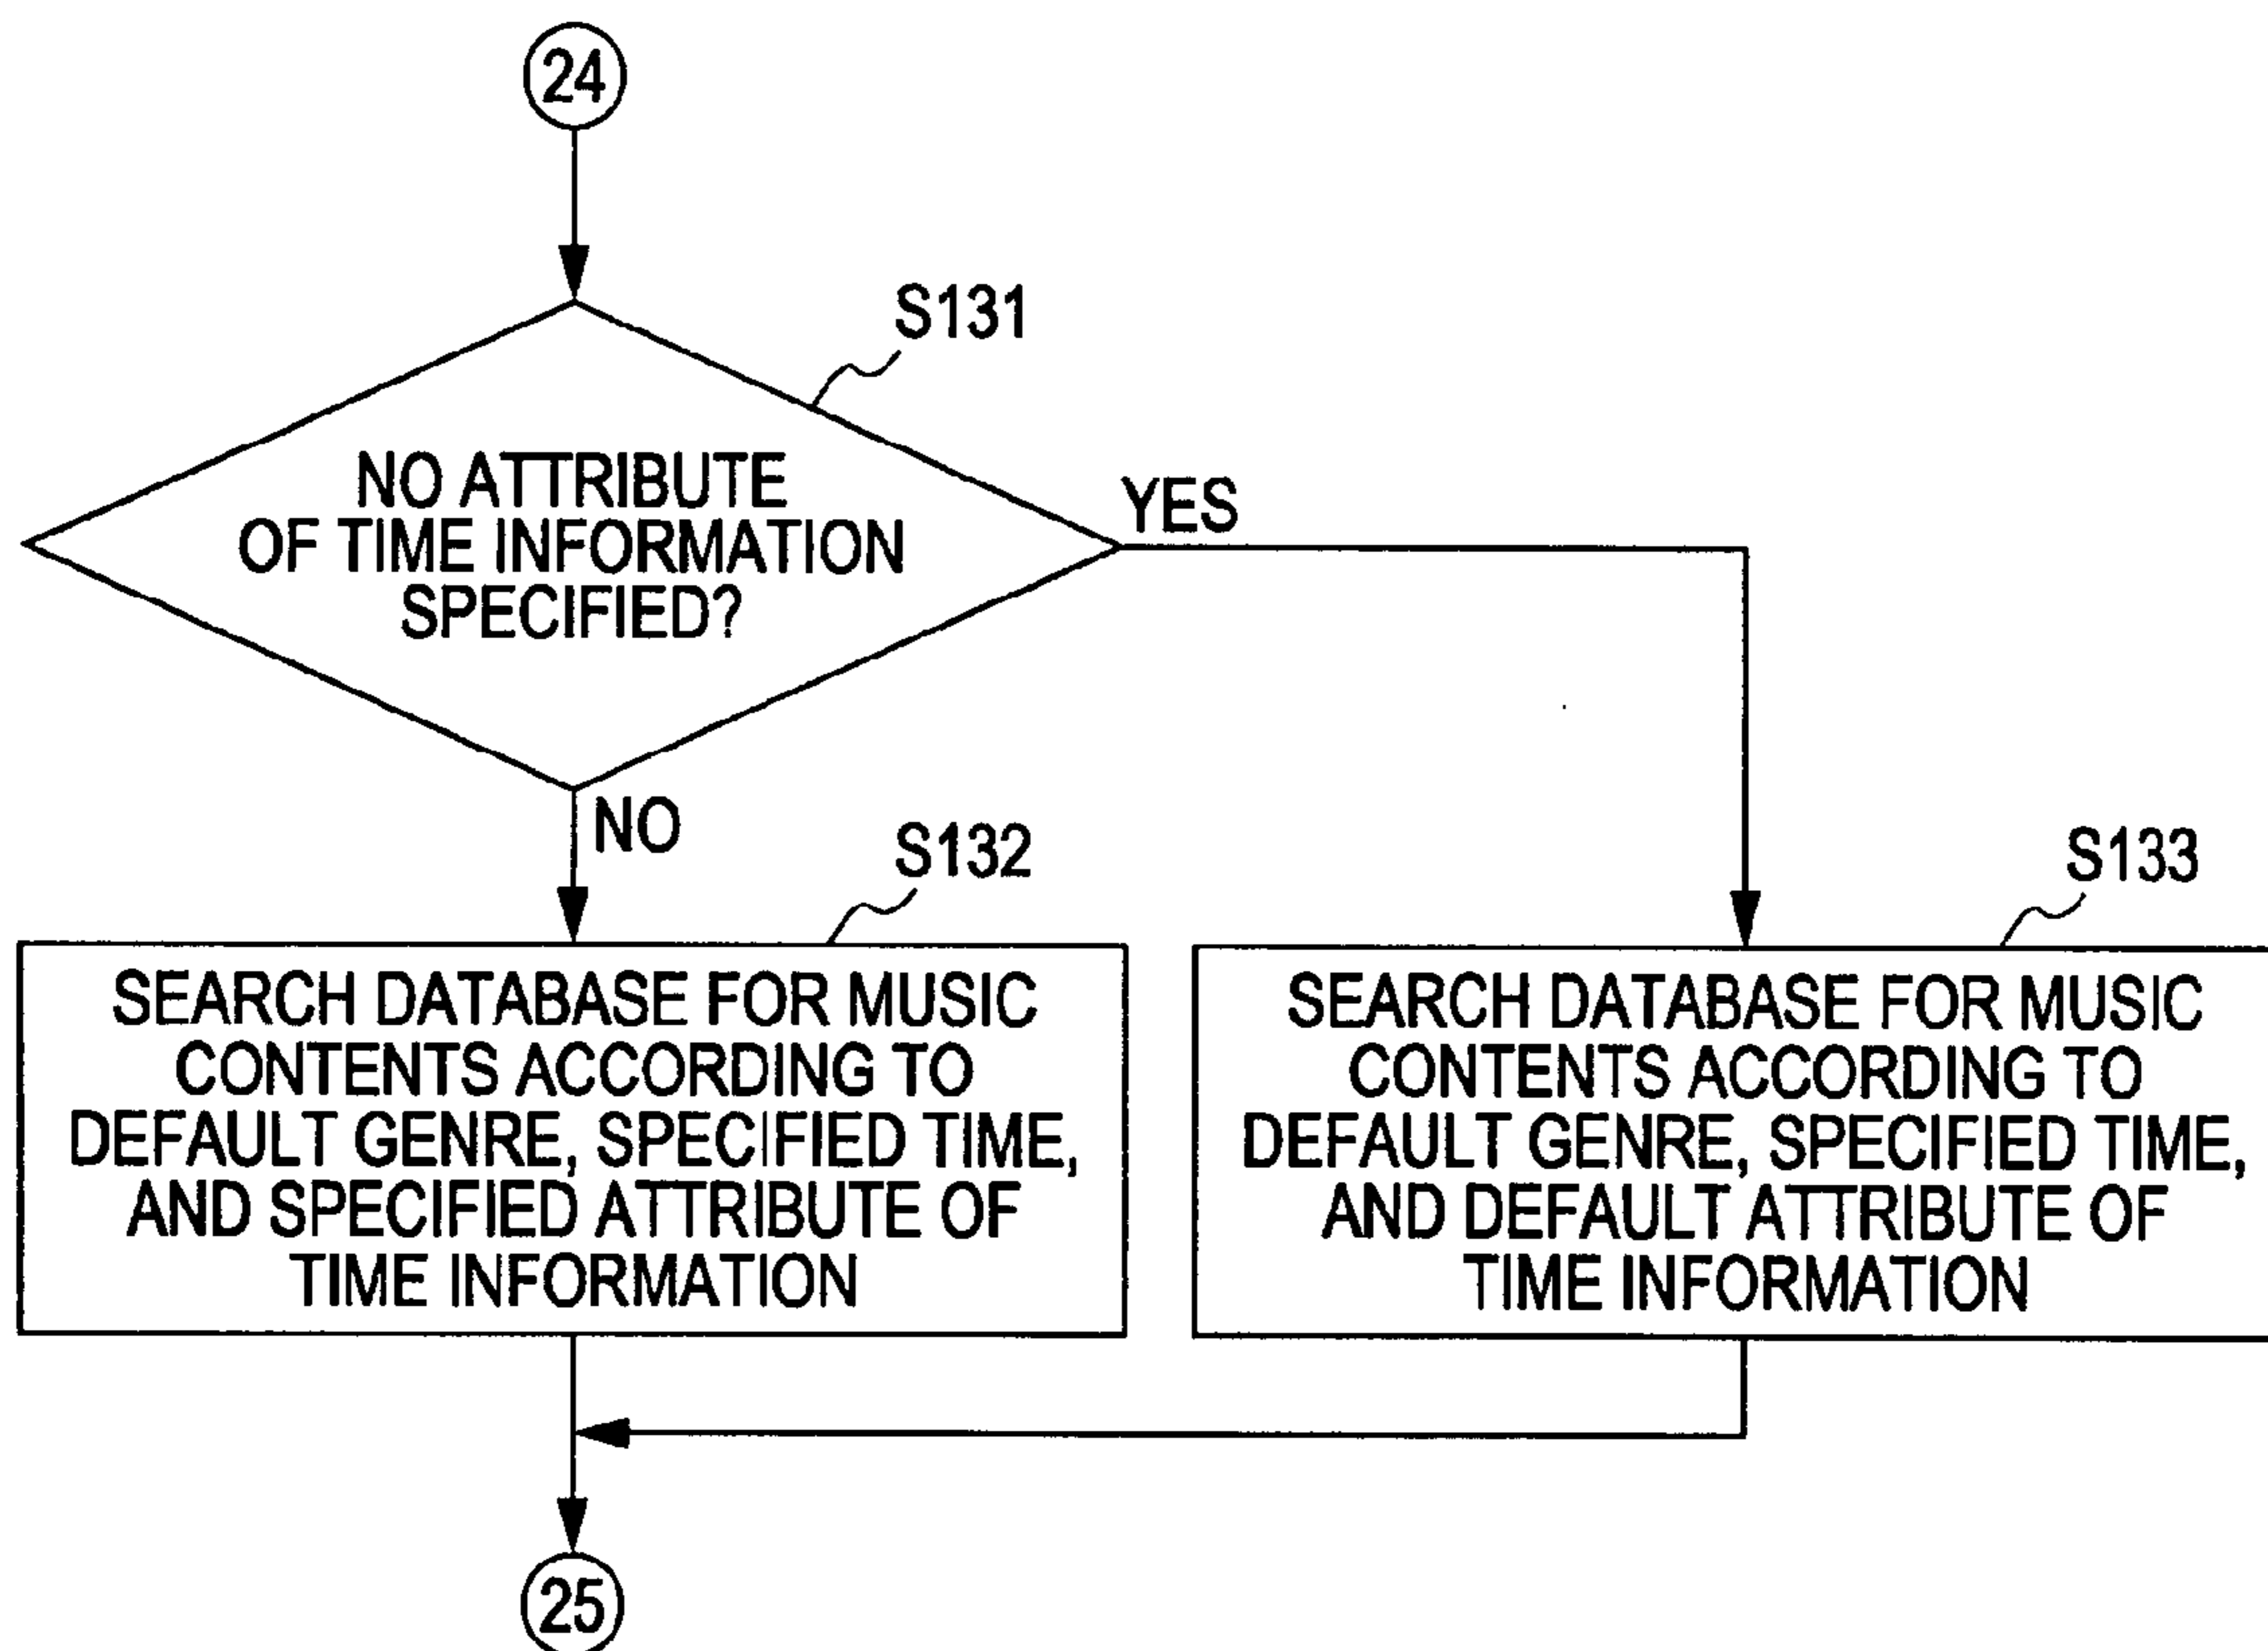 24
S131
NO ATTRIBUTE
OF TIME INFORMATION
SPECIFIED?
YES
NO
S132
S133
SEARCH DATABASE FOR MUSIC
CONTENTS ACCORDING TO
DEFAULT GENRE, SPECIFIED TIME,
AND SPECIFIED ATTRIBUTE OF
TIME INFORMATION
SEARCH DATABASE FOR MUSIC
CONTENTS ACCORDING TO
DEFAULT GENRE, SPECIFIED TIME,
AND DEFAULT ATTRIBUTE OF
TIME INFORMATION
25